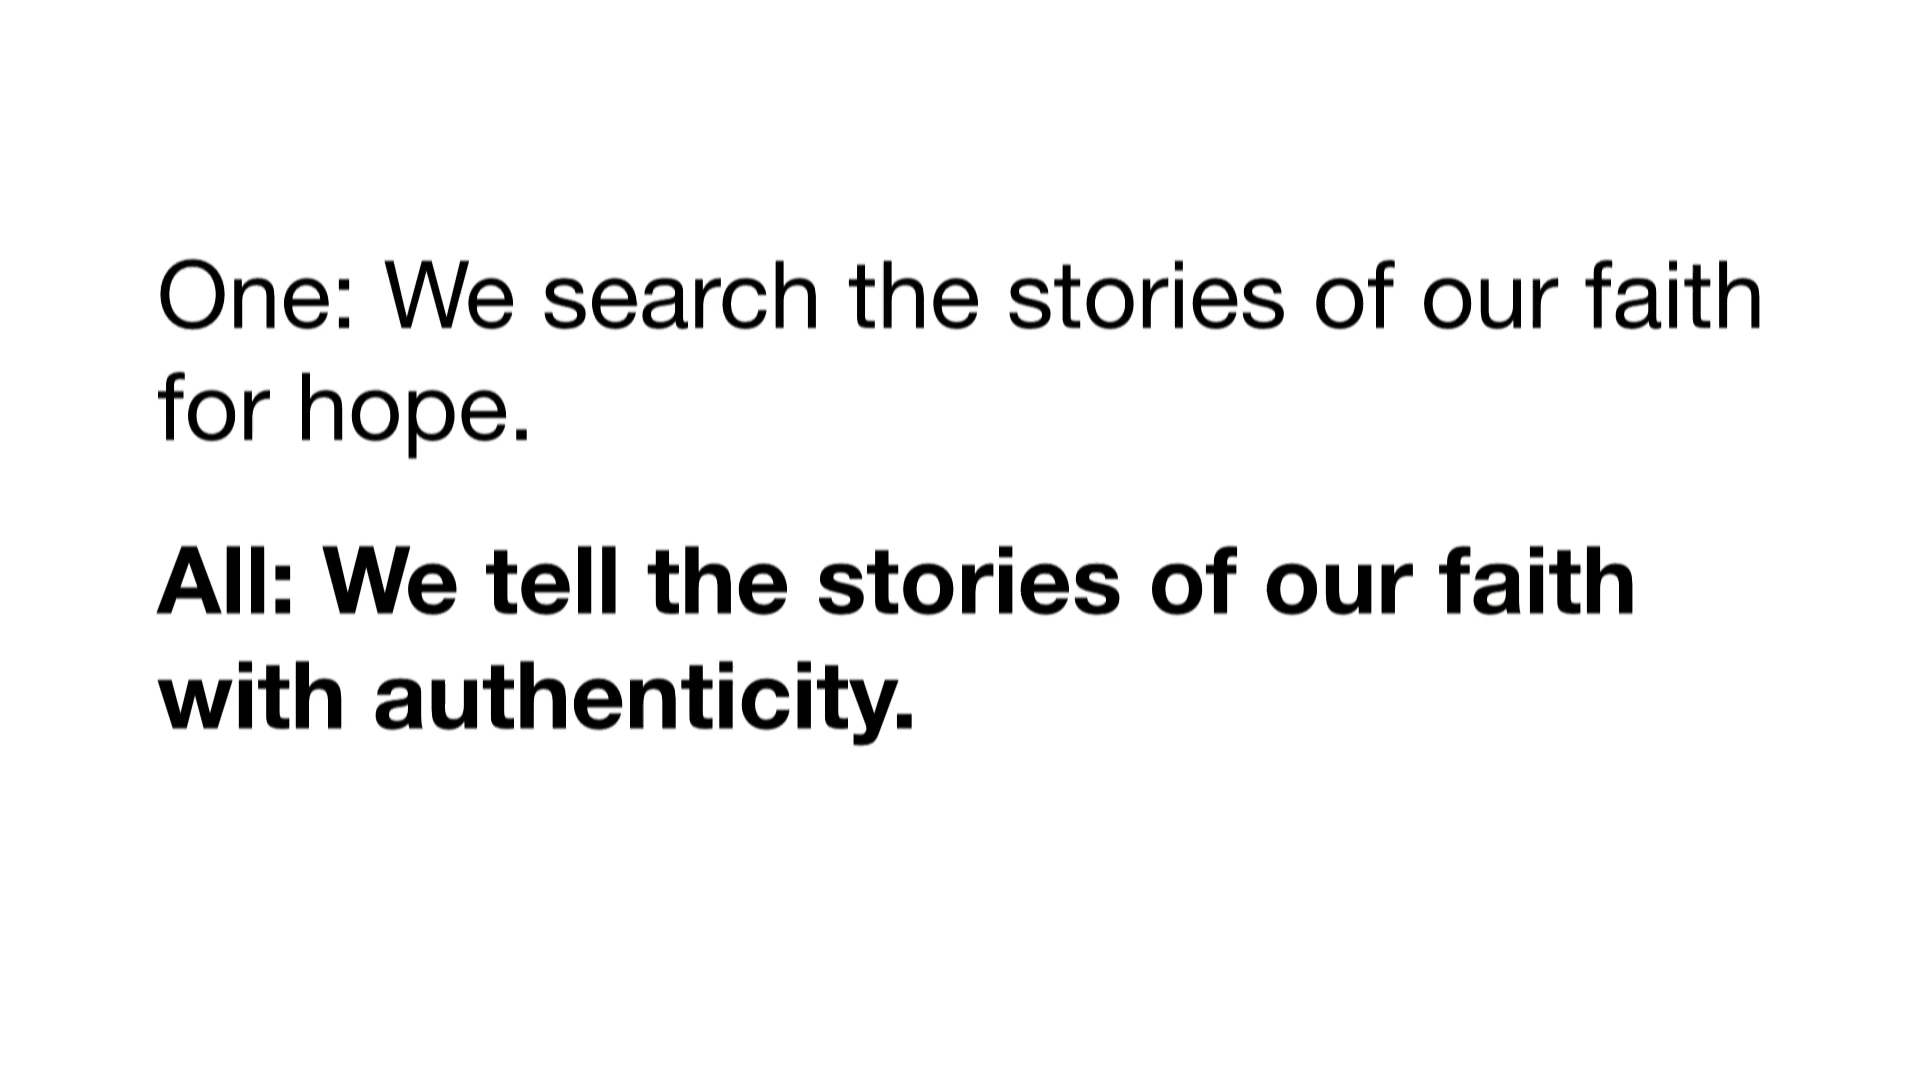 One: We search the stories of our faith
for hope.
All: We tell the stories of our faith
with authenticity.